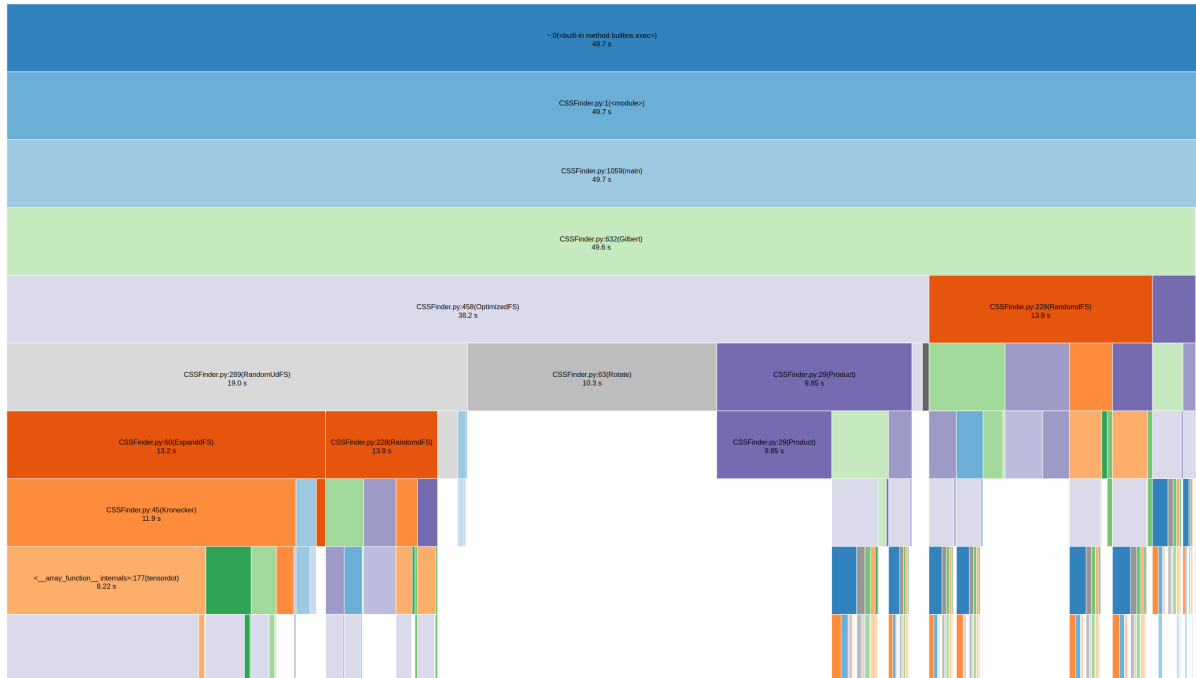 ~:0(<built-in method builtins.exec>)
49.7 s
CSSFinder.py:1(<module>)
49.7 s
CSSFinder.py:1059(main)
49.7 s
CSSFinder.py:632(Gilbert)
49.6 s
CSSFinder.py:458(OptimizedFS)
38.2 s
CSSFinder.py:228(RandomdFS)
13.9 s
CSSFinder.py:289(RandomUdFS)
19.0 s
CSSFinder.py:63(Rotate)
10.3 s
CSSFinder.py:29(Product)
9.85 s
CSSFinder.py:60(ExpanddFS)
13.2 s
CSSFinder.py:228(RandomdFS)
13.9 s
CSSFinder.py:29(Product)
9.85 s
CSSFinder.py:45(Kronecker)
11.9 s
<__array_function__ internals>:177(tensordot)
8.22 s